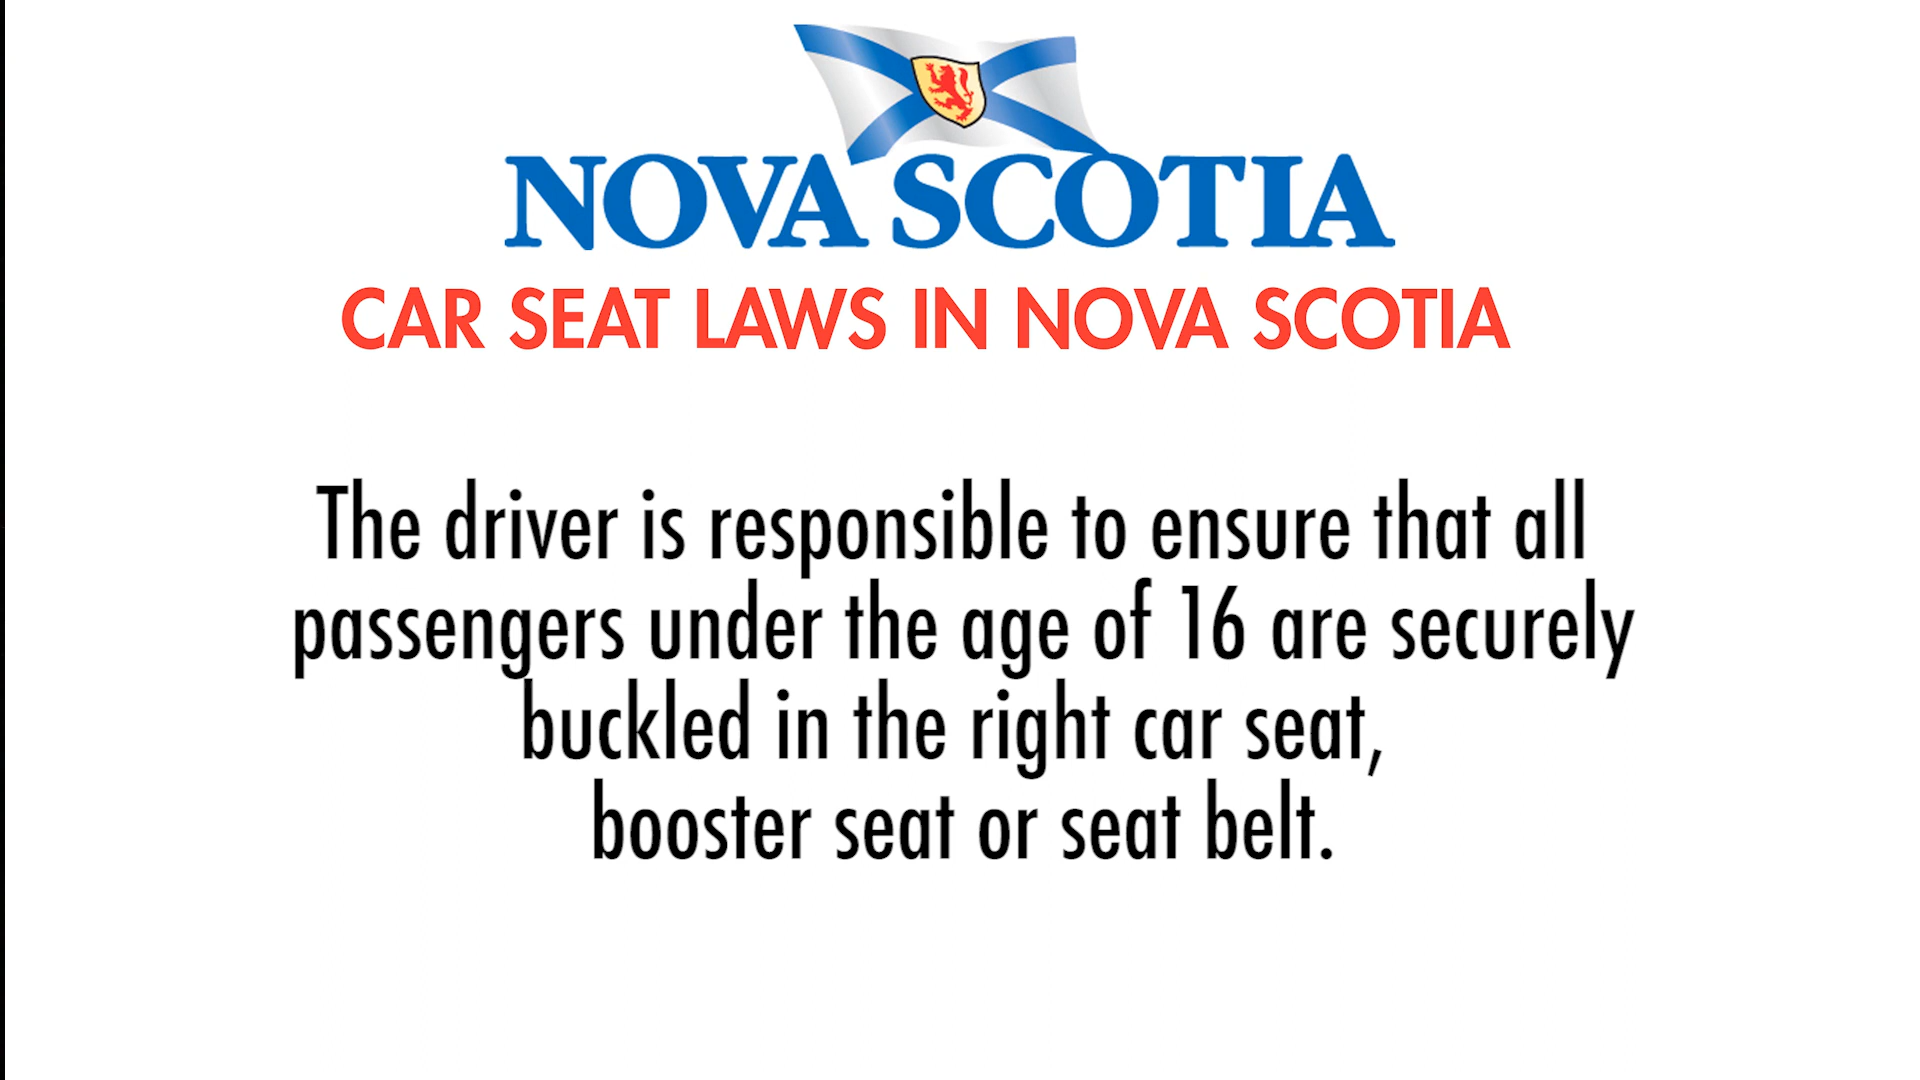 NOVA SCOTIA
CAR SEAT LAWS IN NOVA SCOTIA
The driver is responsible to ensure that all
passengers under the age of 16 are securely
buckled in the right car seat,
booster seat or seat belt.